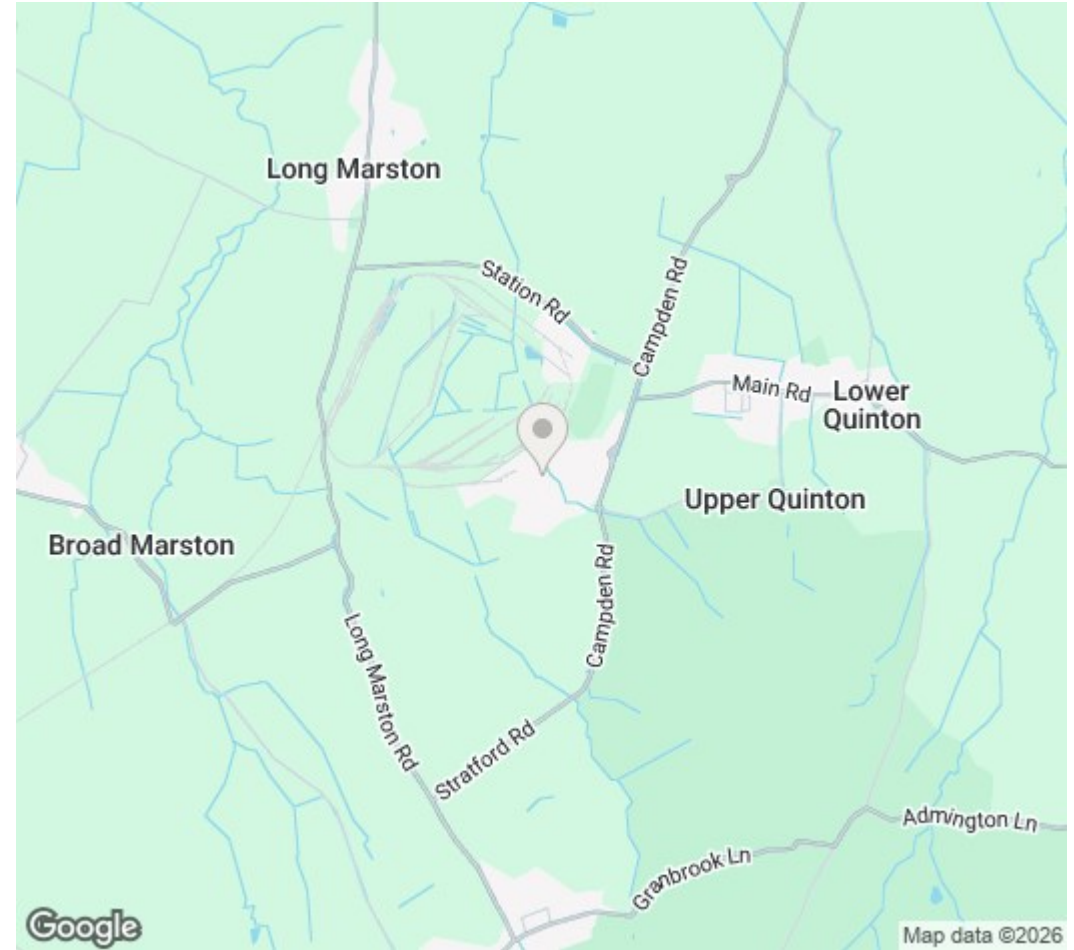 Long Marston
Station Rd
Campden Rd
Main Rd
Lower
Quinton
Upper Quinton
Broad Marston
Campden Rd
Long Marston Rd
Stratford Rd
Admington Ln
Granbrook Ln
Google
Map data ©2026